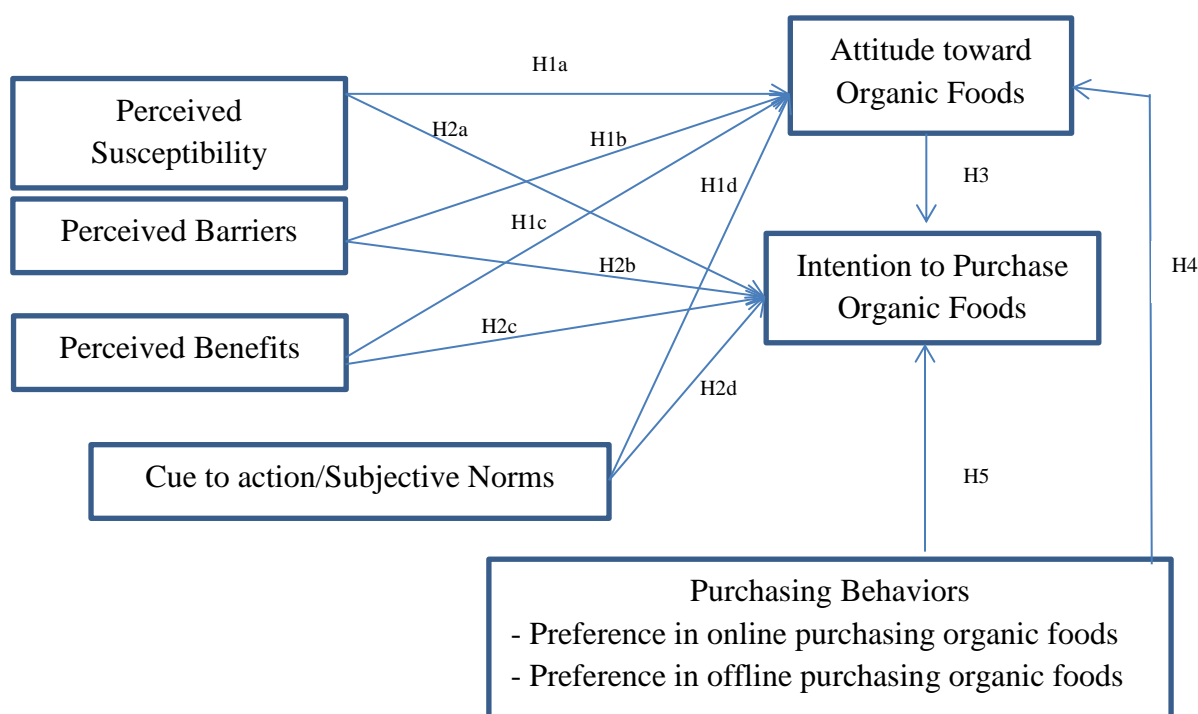 Attitude toward
Organic Foods
H1a
Perceived
Susceptibility
H2a
H1b
H1d
H3
Perceived Barriers
H1c
H2b
Intention to Purchase
Organic Foods
H4
Perceived Benefits
H2c
H2d
Cue to action/Subjective Norms
H5
Purchasing Behaviors
- Preference in online purchasing organic foods
- Preference in offline purchasing organic foods